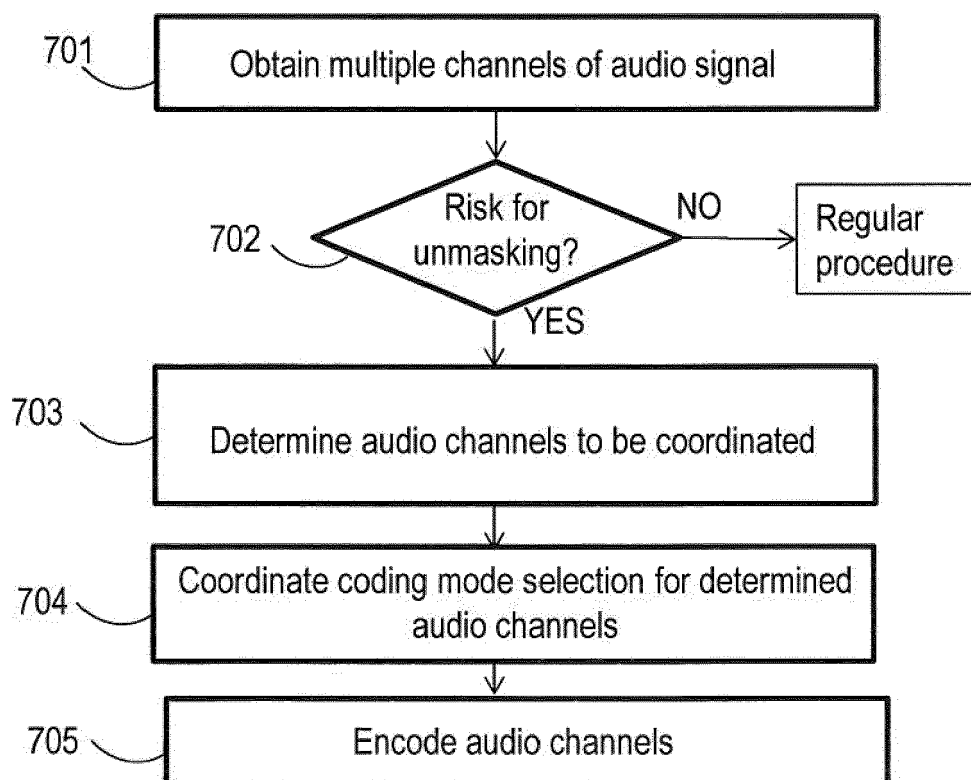 701
Obtain multiple channels of audio signal
702
Risk for
unmasking?
NO
Regular
procedure
YES
703
Determine audio channels to be coordinated
704
Coordinate coding mode selection for determined
audio channels
705
Encode audio channels